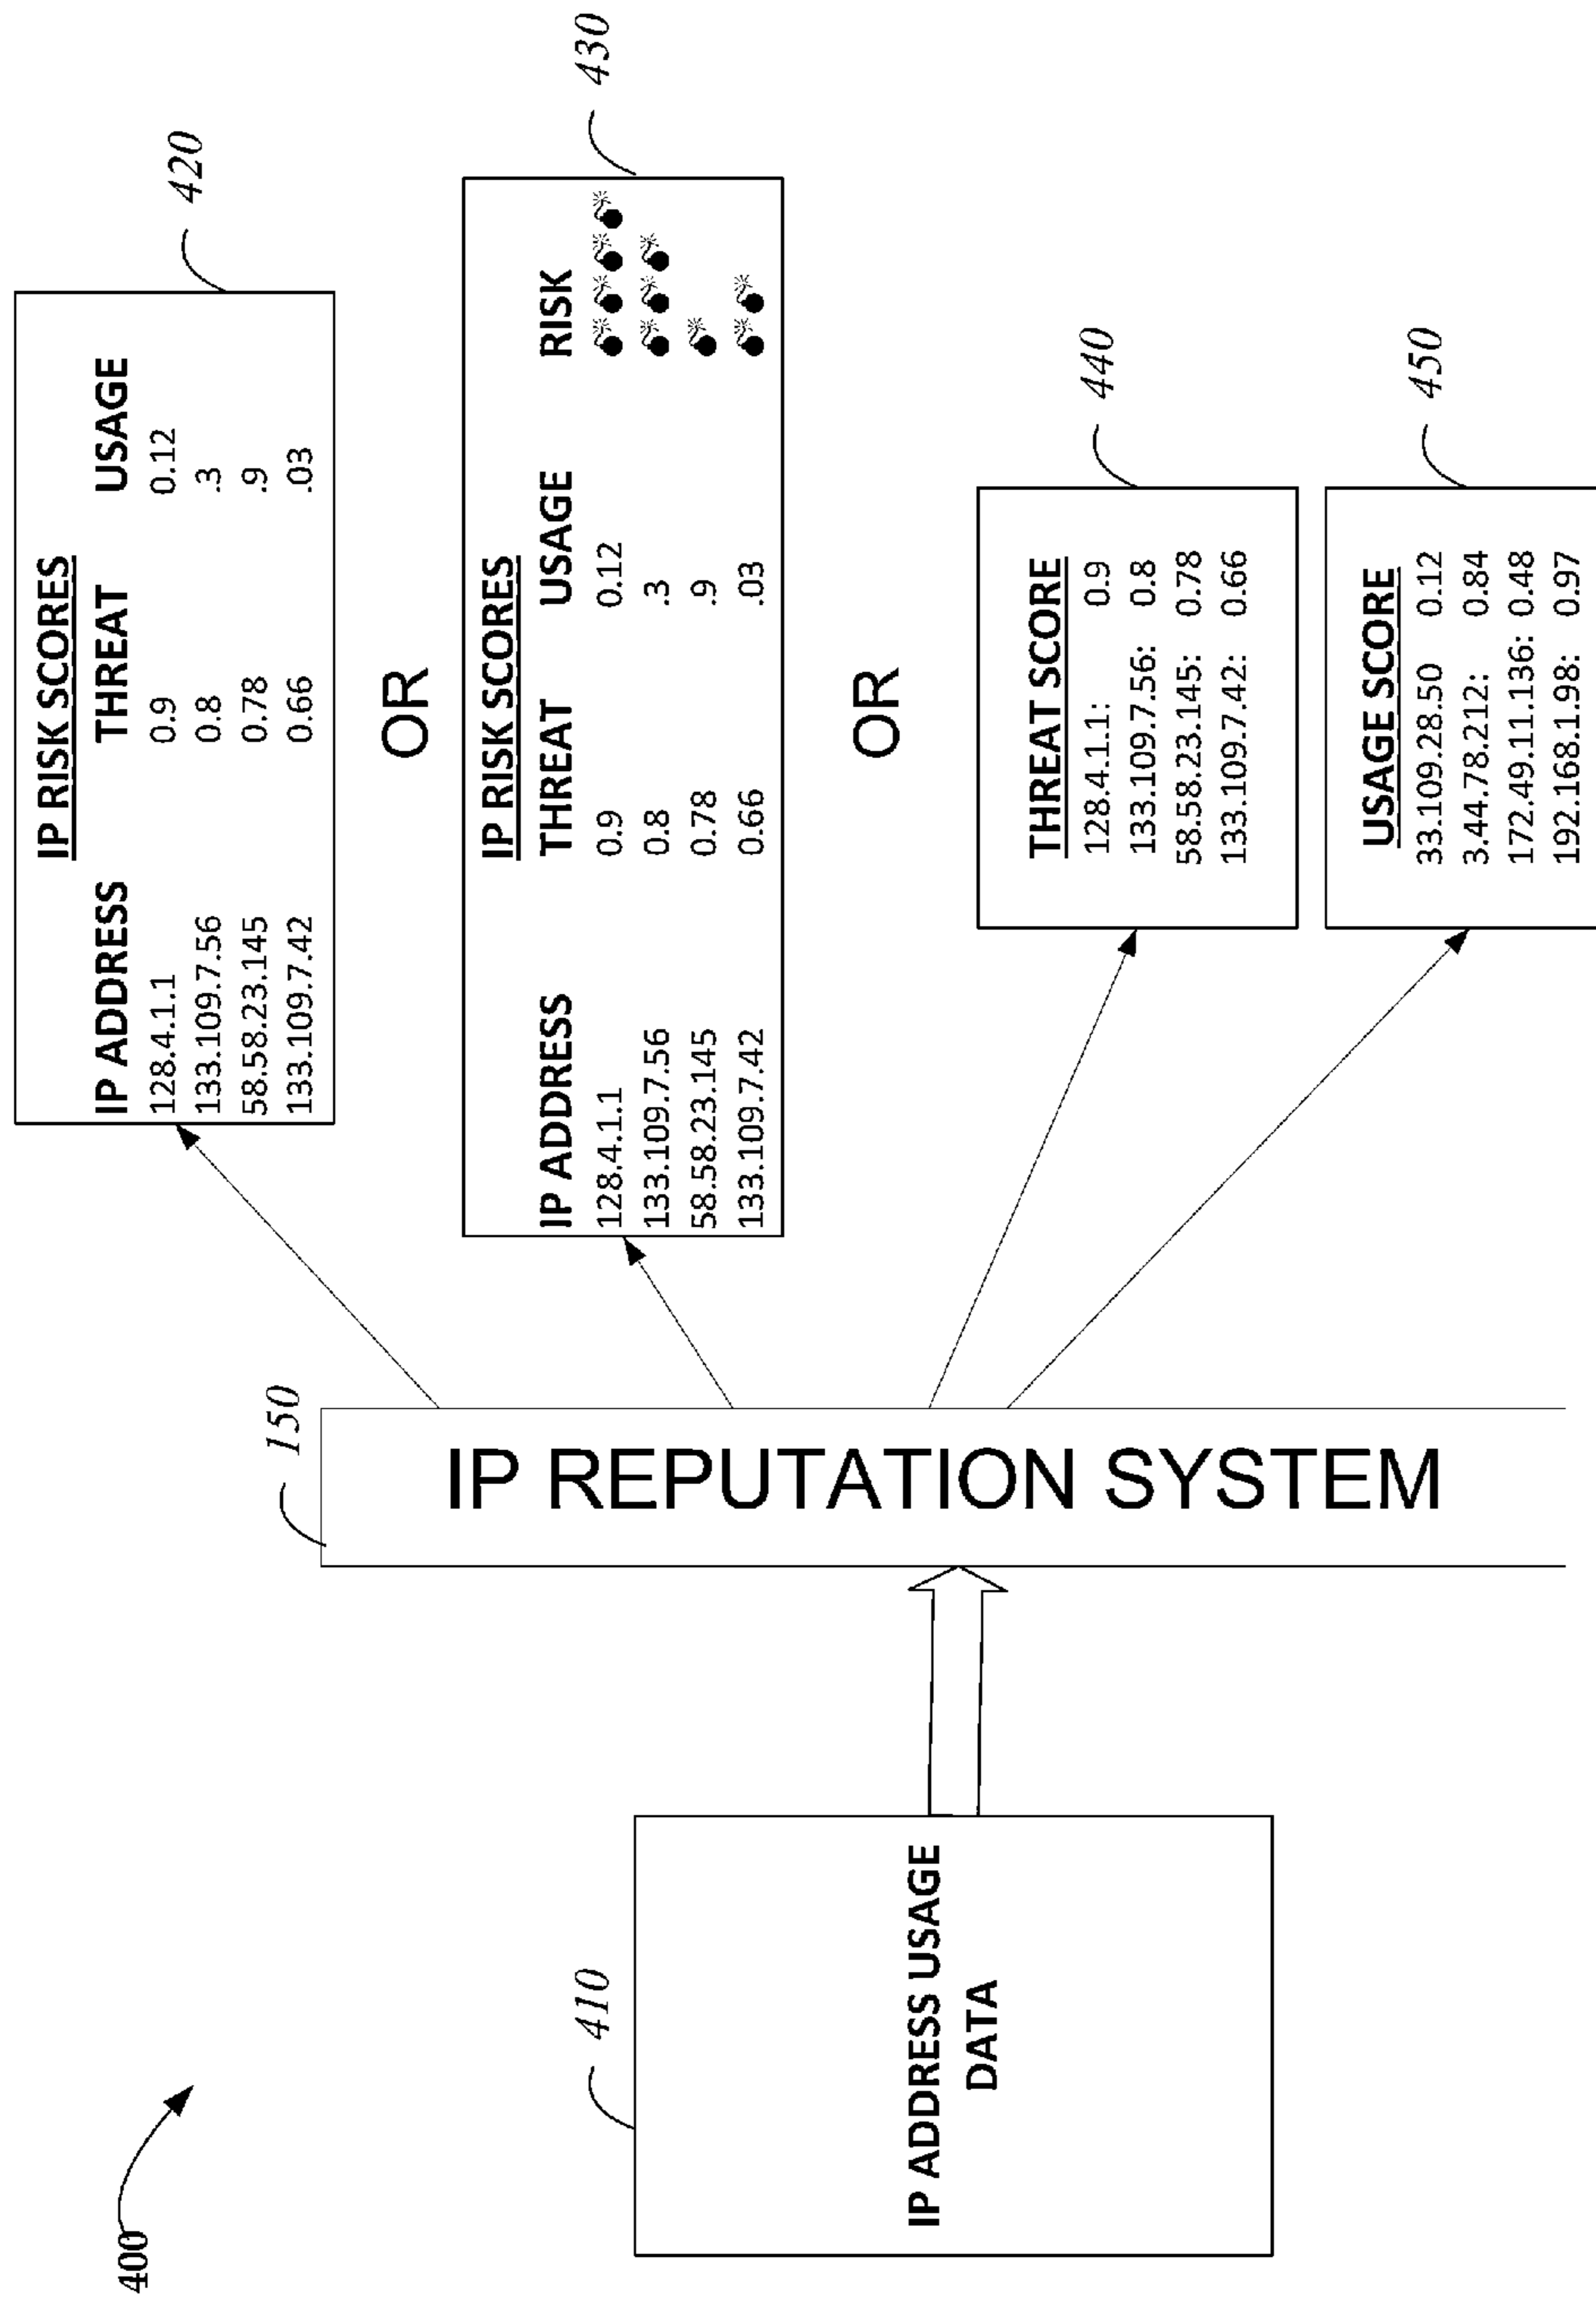 400
410
IP ADDRESS USAGE
DATA
150
IP REPUTATION SYSTEM
420
IP RISK SCORES
IP ADDRESS THREAT USAGE
128.4.1.1 0.9 0.12
133.109.7.56 0.8 .3
58.58.23.145 0.78 .9
133.109.7.42 0.66 .03
OR
430
IP RISK SCORES
IP ADDRESS THREAT USAGE RISK
128.4.1.1 0.9 0.12
133.109.7.56 0.8 .3
58.58.23.145 0.78 .9
133.109.7.42 0.66 .03
OR
440
THREAT SCORE
128.4.1.1: 0.9
133.109.7.56: 0.8
58.58.23.145: 0.78
133.109.7.42: 0.66
450
USAGE SCORE
33.109.28.50 0.12
3.44.78.212: 0.84
172.49.11.136: 0.48
192.168.1.98: 0.97